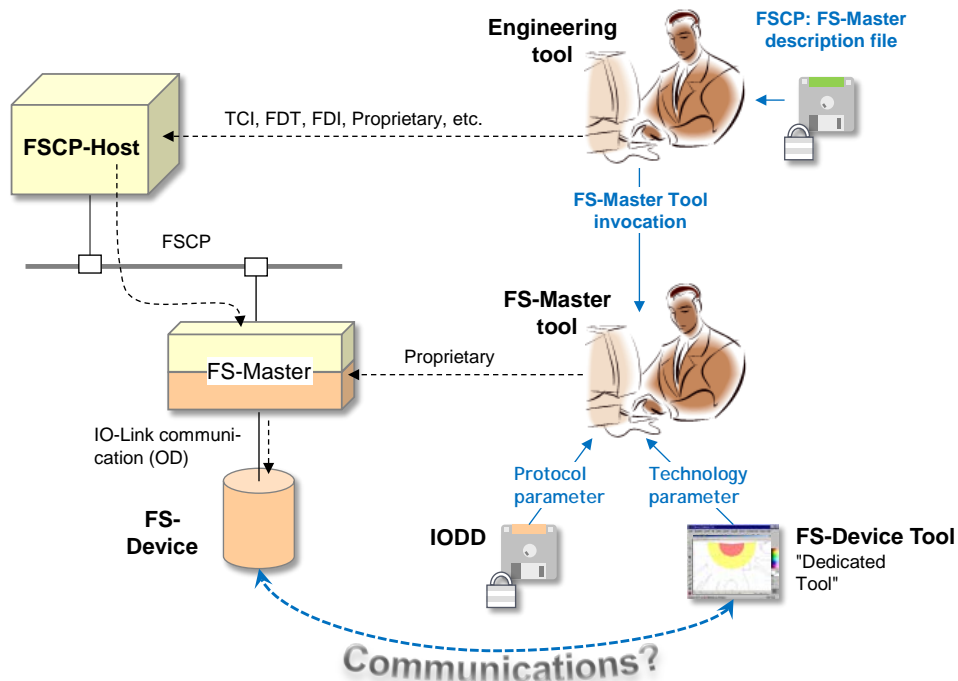 Engineering
tool
FSCP: FS-Master
description file
TCI, FDT, FDI, Proprietary, etc.
FSCP-Host
FS-Master Tool
invocation
FSCP
FS-Master
tool
FS-Master
Proprietary
IO-Link communi-
cation (OD)
Protocol
parameter
Technology
parameter
FS-
Device
IODD
FS-Device Tool
"Dedicated
Tool"
Communications?